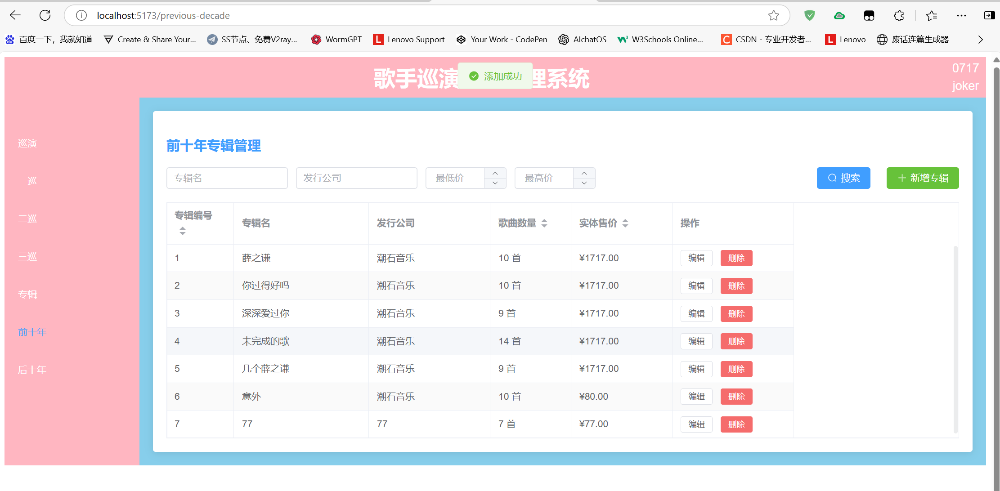 localhost:5173/previous-decade
百度一下，我就知道 Create & Share Your... SS节点、免费V2ray... WormGPT Lenovo Support Your Work - CodePen AIchatOS W3Schools Online... CSDN - 专业开发者... Lenovo 废话连篇生成器
歌手巡演 理系统
添加成功
0717
joker
巡演
一巡
二巡
三巡
专辑
前十年
后十年
前十年专辑管理
专辑名 发行公司 最低价 最高价 搜索 新增专辑
专辑编号 专辑名 发行公司 歌曲数量 实体售价 操作
1 薛之谦 潮石音乐 10 首 ¥1717.00 编辑 删除
2 你过得好吗 潮石音乐 10 首 ¥1717.00 编辑 删除
3 深深爱过你 潮石音乐 9 首 ¥1717.00 编辑 删除
4 未完成的歌 潮石音乐 14 首 ¥1717.00 编辑 删除
5 几个薛之谦 潮石音乐 9 首 ¥1717.00 编辑 删除
6 意外 潮石音乐 10 首 ¥80.00 编辑 删除
7 77 77 7 首 ¥77.00 编辑 删除